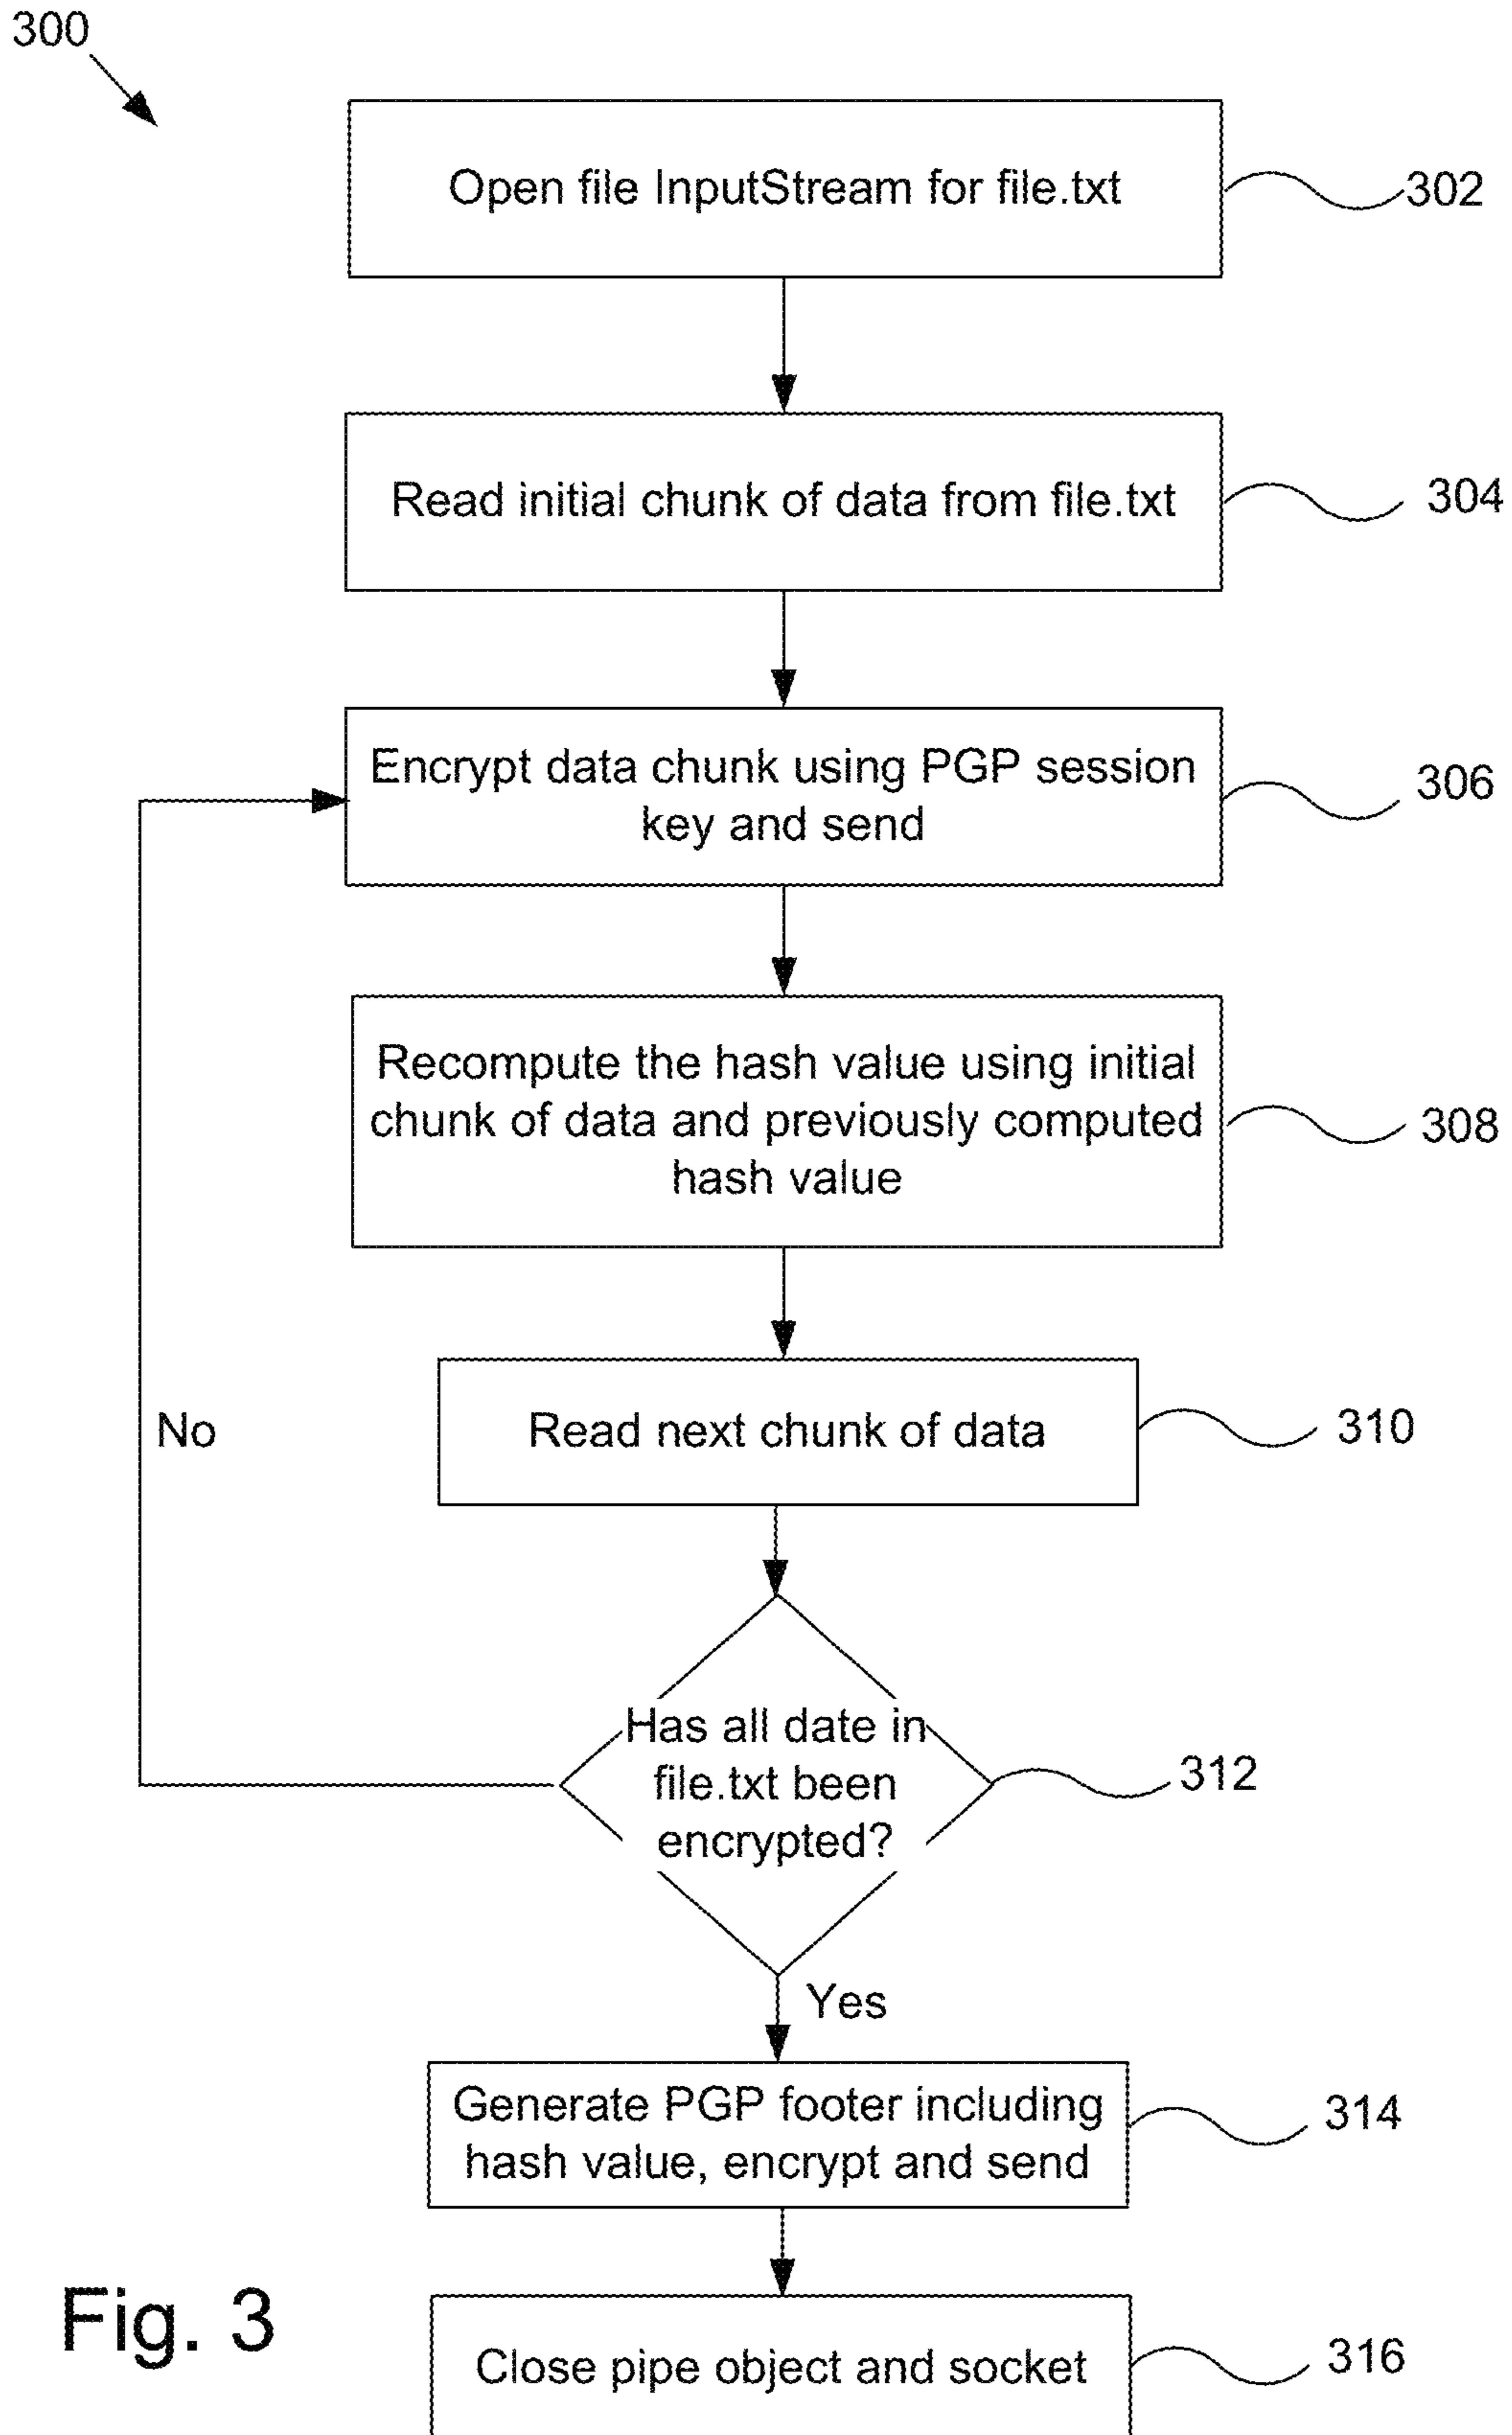 300
Open file InputStream for file.txt
302
Read initial chunk of data from file.txt
304
Encrypt data chunk using PGP session
key and send
306
Recompute the hash value using initial
chunk of data and previously computed
hash value
308
Read next chunk of data
310
No
Has all date in
file.txt been
encrypted?
312
Yes
Generate PGP footer including
hash value, encrypt and send
314
Close pipe object and socket
316
Fig. 3